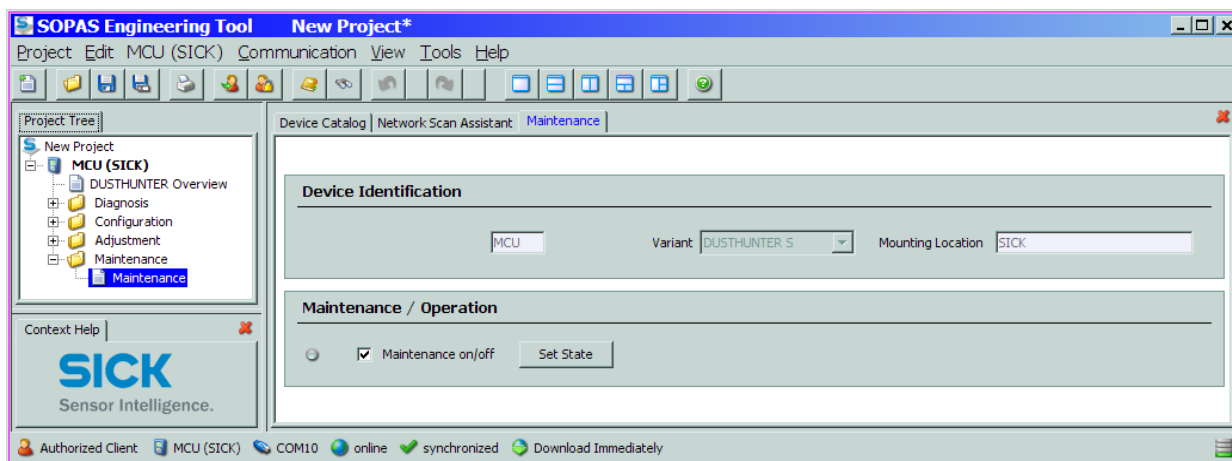 SOPAS Engineering Tool New Project*
Project Edit MCU (SICK) Communication View Tools Help
Project Tree
Device Catalog Network Scan Assistant Maintenance
New Project
MCU (SICK)
DUSTHUNTER Overview
Diagnosis
Configuration
Adjustment
Maintenance
Maintenance
Device Identification
MCU Variant DUSTHUNTER S Mounting Location SICK
Maintenance / Operation
Maintenance on/off Set State
Context Help
SICK
Sensor Intelligence.
Authorized Client MCU (SICK) COM10 online synchronized Download Immediately